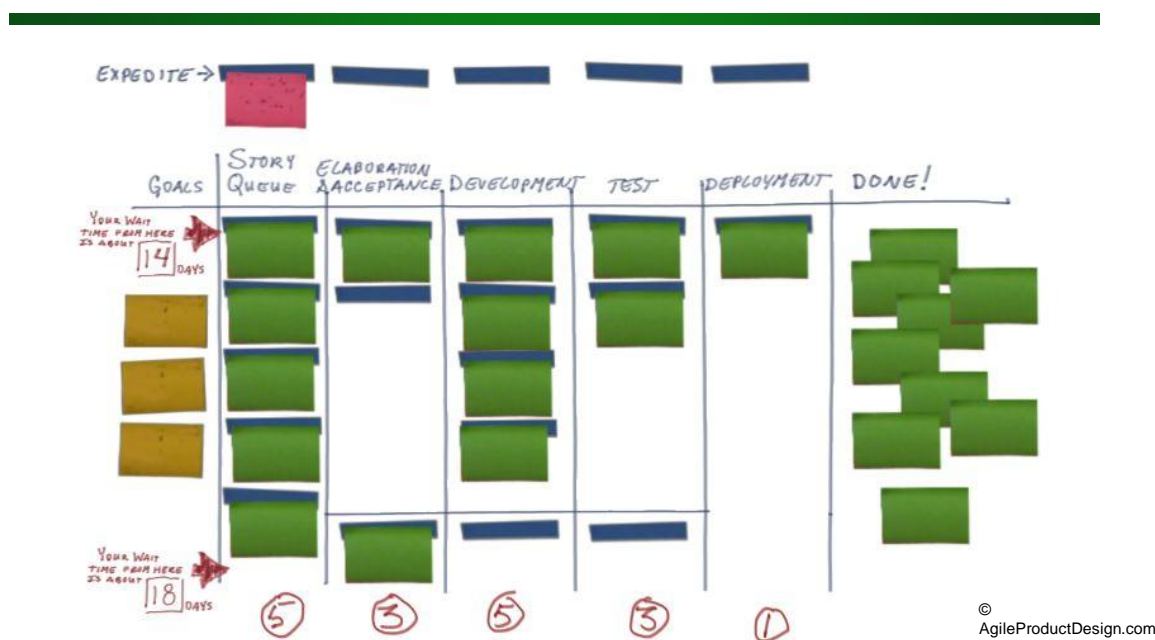 EXPEDITE →
STORY
QUEUE
ELABORATION
& ACCEPTANCE
GOALS
DEVELOPMENT
TEST
DEPLOYMENT
DONE!
YOUR WAIT
TIME FROM HERE
IS ABOUT
14 DAYS
YOUR WAIT
TIME FROM HERE
IS ABOUT
18 DAYS
5
3
5
3
1
©
AgileProductDesign.com